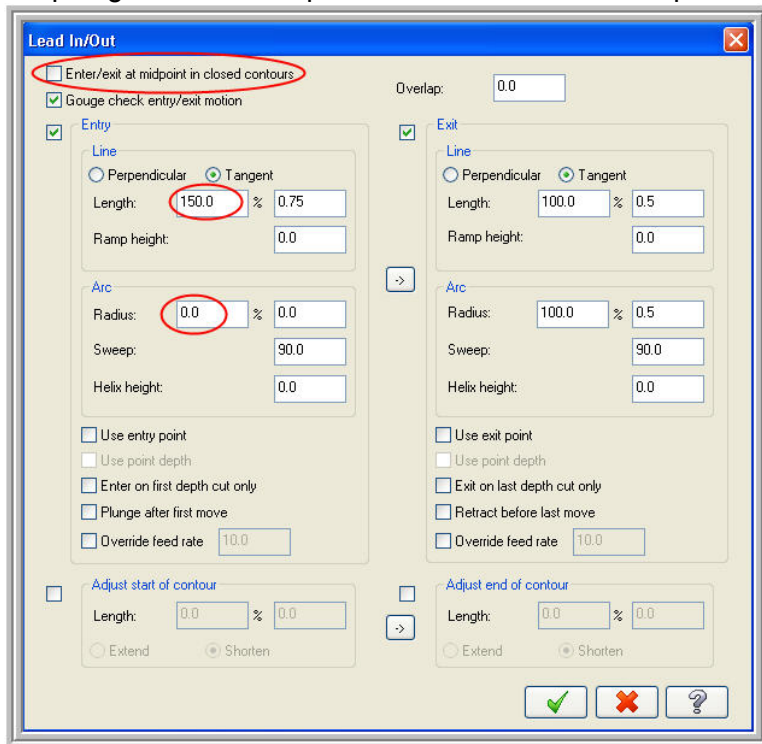 Lead In/Out
Enter/exit at midpoint in closed contours
Gouge check entry/exit motion
Overlap: 0.0
Entry
Line
Perpendicular Tangent
Length: 150.0 % 0.75
Ramp height: 0.0
Arc
Radius: 0.0 % 0.0
Sweep: 90.0
Helix height: 0.0
Use entry point
Use point depth
Enter on first depth cut only
Plunge after first move
Override feed rate 10.0
->
Exit
Line
Perpendicular Tangent
Length: 100.0 % 0.5
Ramp height: 0.0
Arc
Radius: 100.0 % 0.5
Sweep: 90.0
Helix height: 0.0
Use exit point
Use point depth
Exit on last depth cut only
Retract before last move
Override feed rate 10.0
Adjust start of contour
Length: 0.0 % 0.0
Extend Shorten
->
Adjust end of contour
Length: 0.0 % 0.0
Extend Shorten
?